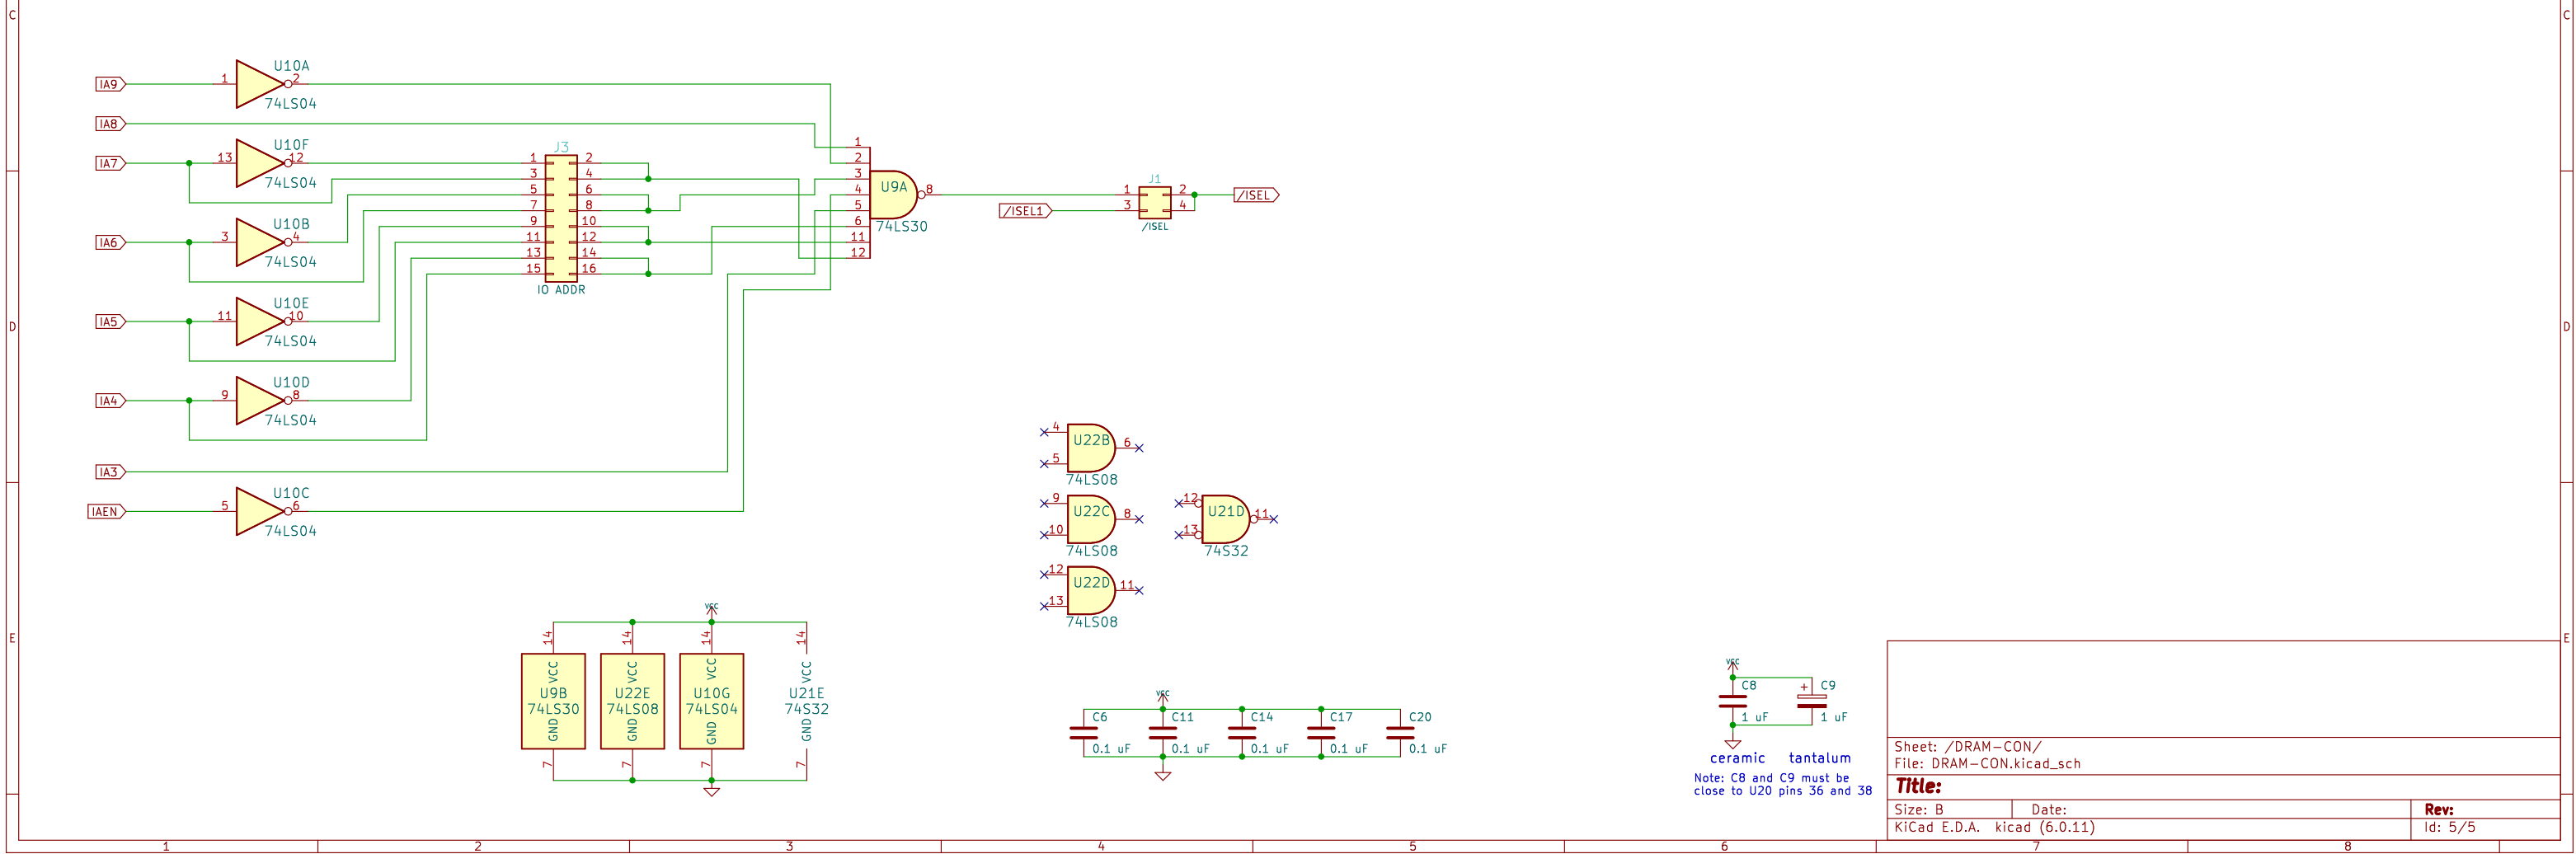 C
C
IA9
1
U10A
2
74LS04
IA8
IA7
13
U10F
12
74LS04
IA6
3
U10B
4
74LS04
IA5
11
U10E
10
74LS04
IA4
9
U10D
8
74LS04
IA3
IAEN
5
U10C
6
74LS04
J3
1 2
3 4
5 6
7 8
9 10
11 12
13 14
15 16
IO ADDR
1
2
3
4
5
6
11
12
U9A
8
74LS30
/ISEL1
J1
1 2
3 4
/ISEL
/ISEL
D
D
4
5
U22B
6
74LS08
9
10
U22C
8
74LS08
12
13
U21D
11
74S32
12
13
U22D
11
74LS08
E
E
VCC
14 14 14 14
VCC VCC VCC VCC
U9B U22E U10G U21E
74LS30 74LS08 74LS04 74S32
GND GND GND GND
7 7 7 7
VCC
C6 C11 C14 C17 C20
0.1 uF 0.1 uF 0.1 uF 0.1 uF 0.1 uF
VCC
C8 + C9
1 uF 1 uF
ceramic tantalum
Note: C8 and C9 must be
close to U20 pins 36 and 38
Sheet: /DRAM-CON/
File: DRAM-CON.kicad_sch
Title:
Size: B Date: Rev:
KiCad E.D.A. kicad (6.0.11) Id: 5/5
1 2 3 4 5 6 7 8